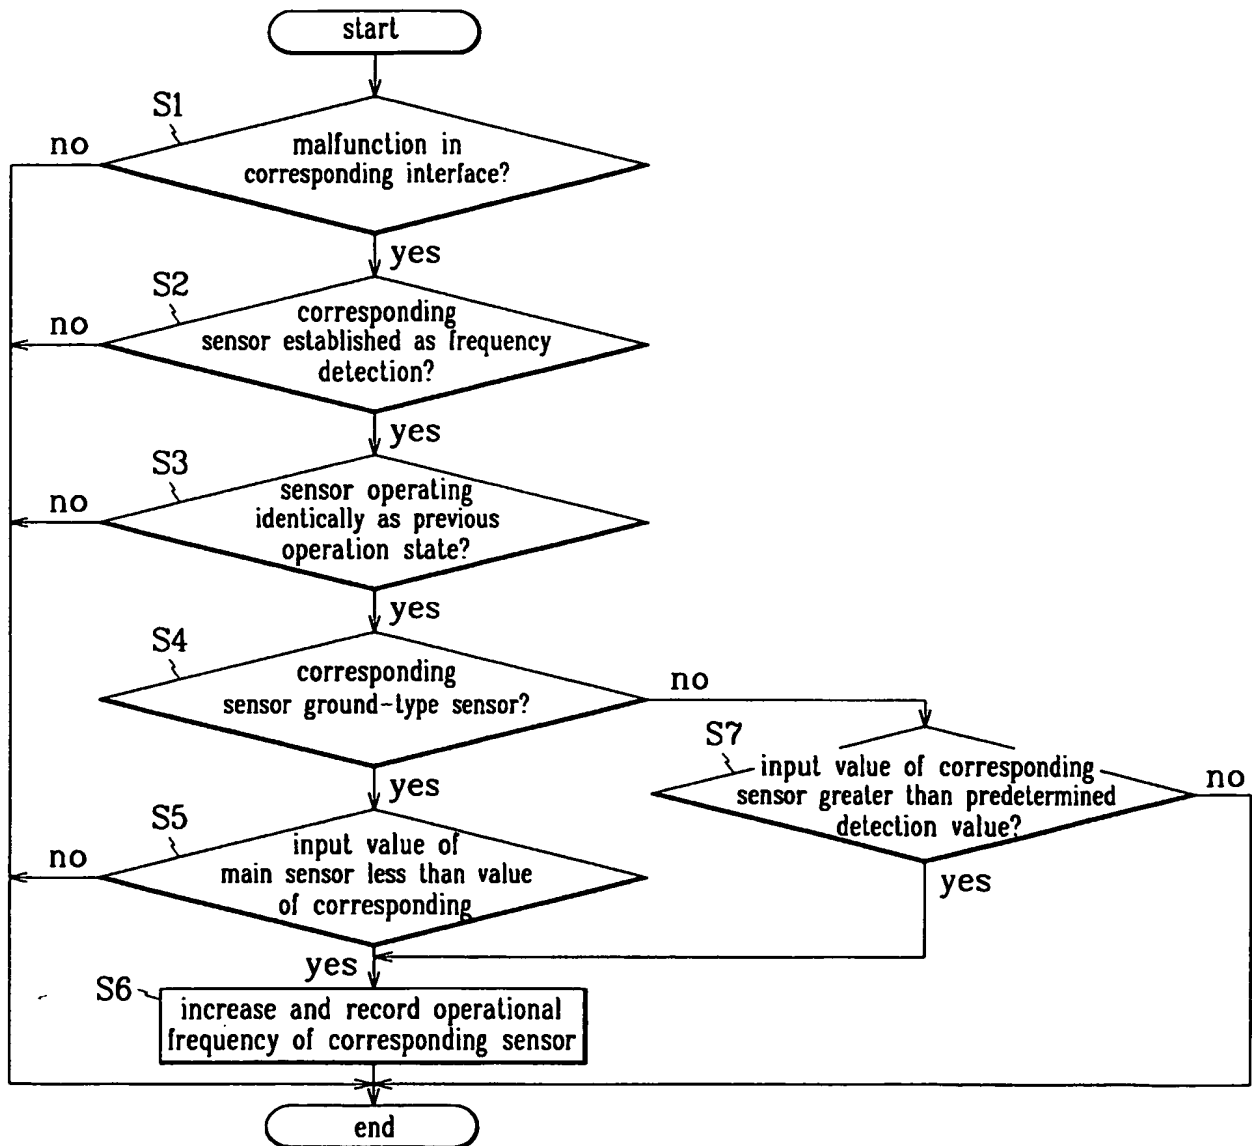 start
S1
no
malfunction in
corresponding interface?
yes
S2
no
corresponding
sensor established as frequency
detection?
yes
S3
no
sensor operating
identically as previous
operation state?
yes
S4
corresponding
sensor ground-type sensor?
no
yes
S7
input value of corresponding
sensor greater than predetermined
detection value?
no
yes
S5
no
input value of
main sensor less than value
of corresponding
yes
S6
increase and record operational
frequency of corresponding sensor
end